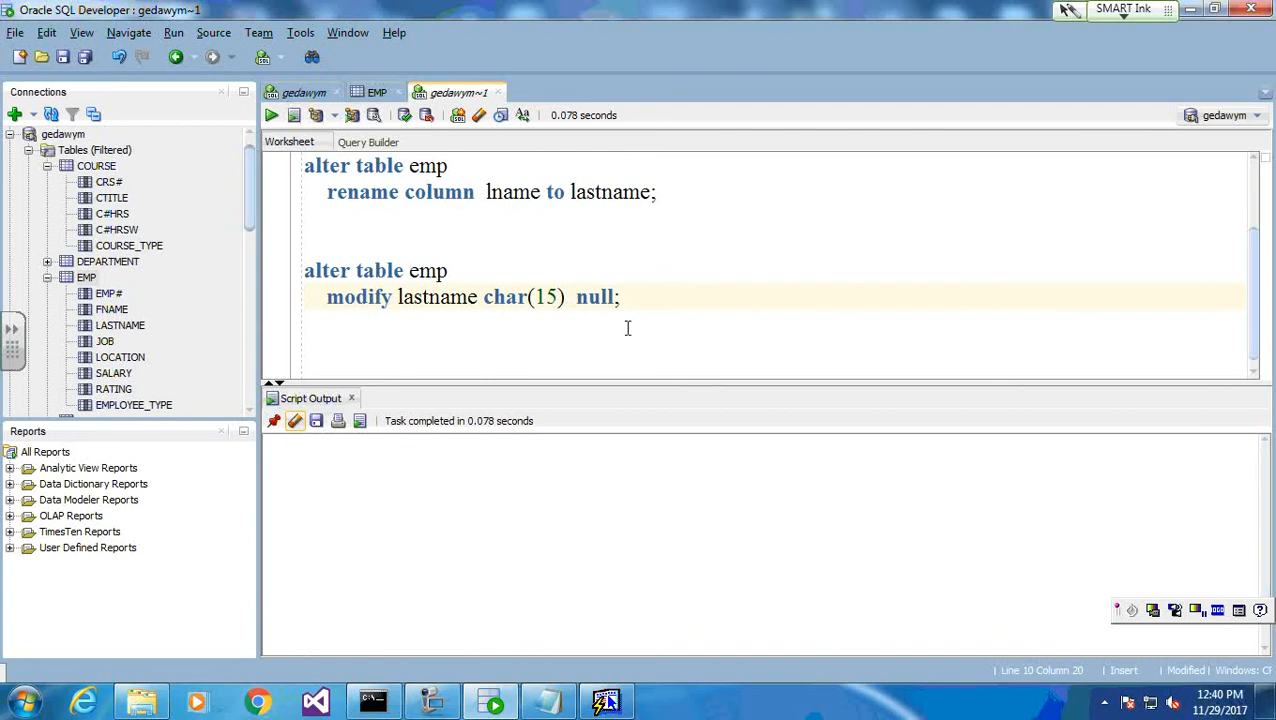 Oracle SQL Developer : gedawym~1
SMART Ink
File Edit View Navigate Run Source Team Tools Window Help
Connections
gedawym
Tables (Filtered)
COURSE
CRS#
CTITLE
C#HRS
C#HRSW
COURSE_TYPE
DEPARTMENT
EMP
EMP#
FNAME
LASTNAME
JOB
LOCATION
SALARY
RATING
EMPLOYEE_TYPE
Reports
All Reports
Analytic View Reports
Data Dictionary Reports
Data Modeler Reports
OLAP Reports
TimesTen Reports
User Defined Reports
gedawym EMP gedawym~1
0.078 seconds
gedawym
Worksheet Query Builder
alter table emp
rename column lname to lastname;
alter table emp
modify lastname char(15) null;
Script Output
Task completed in 0.078 seconds
Line 10 Column 20 Insert Modified Windows: CF
12:40 PM
11/29/2017